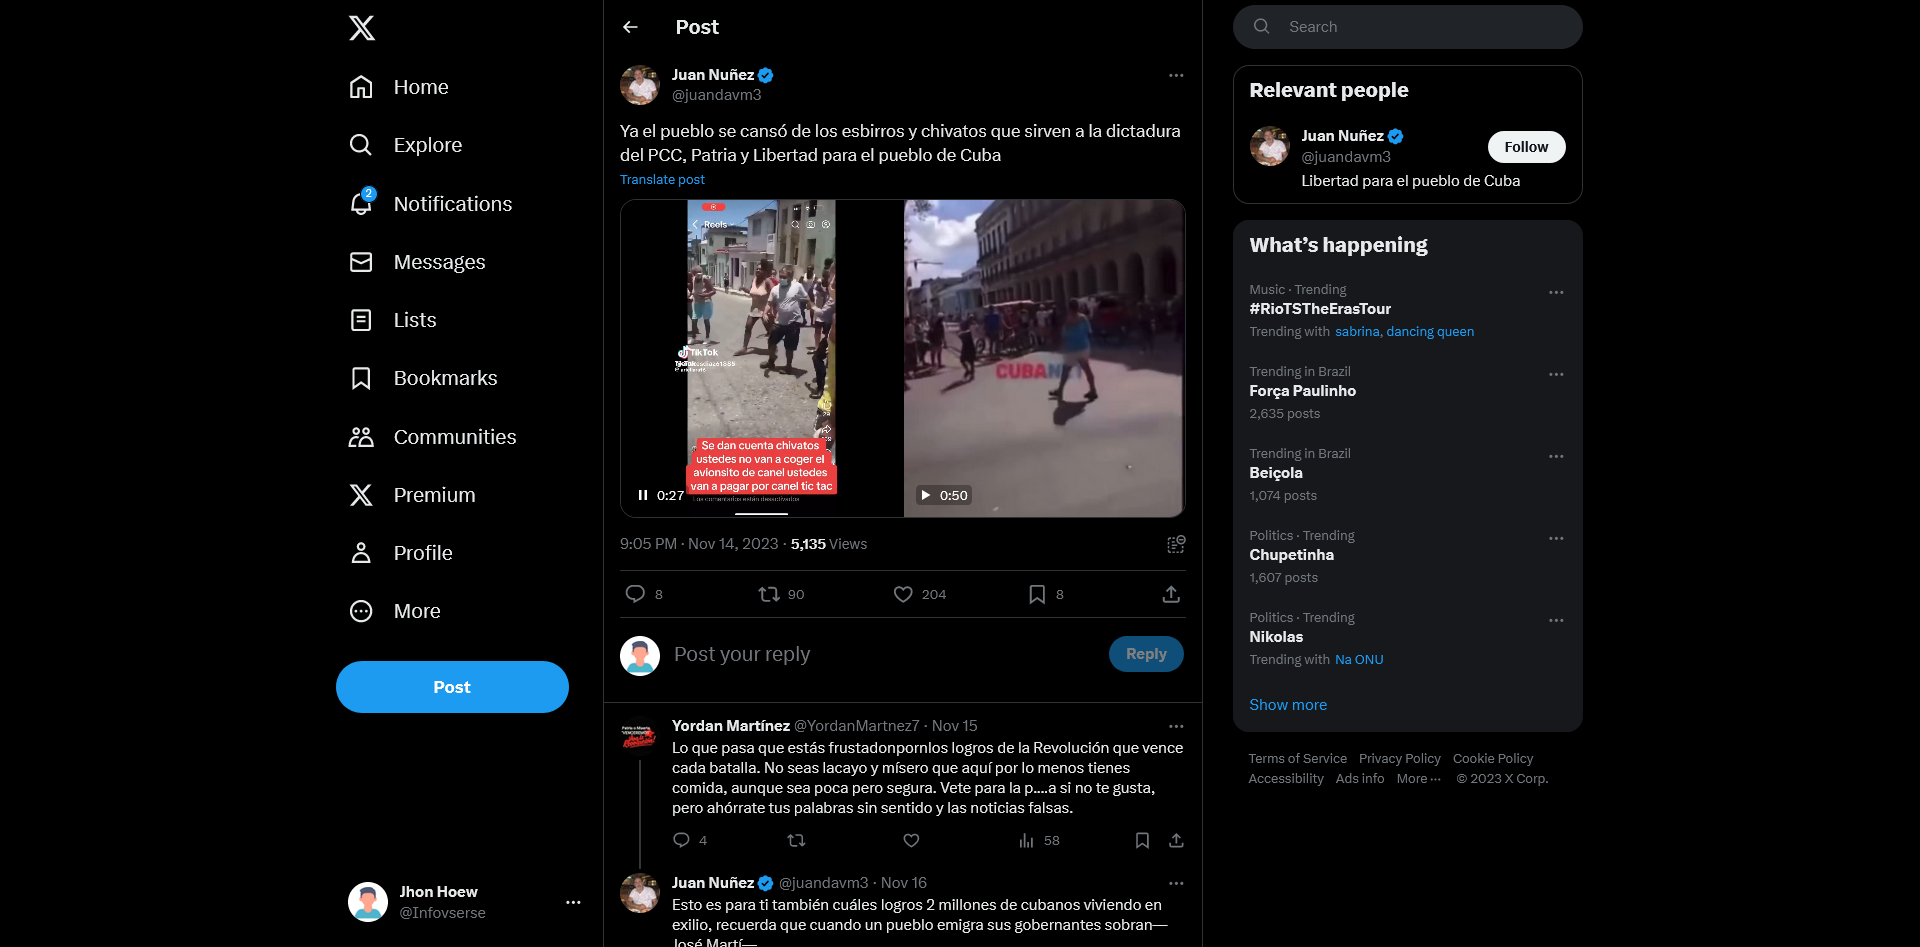 Home
Explore
2
Notifications
Messages
Lists
Bookmarks
Communities
Premium
Profile
More
Post
Jhon Hoew
@Infovserse
Post
Juan Nuñez
@juandavm3
Ya el pueblo se cansó de los esbirros y chivatos que sirven a la dictadura
del PCC, Patria y Libertad para el pueblo de Cuba
Translate post
Reels
TikTok
Se dan cuenta chivatos
ustedes no van a coger el
avionsito de canel ustedes
van a pagar por canel tic tac
Los comentarios están desactivados
0:27
CUBANET
0:50
9:05 PM · Nov 14, 2023 · 5,135 Views
8 90 204 8
Post your reply
Reply
Yordan Martínez @YordanMartnez7 · Nov 15
Lo que pasa que estás frustadonpornlos logros de la Revolución que vence
cada batalla. No seas lacayo y mísero que aquí por lo menos tienes
comida, aunque sea poca pero segura. Vete para la p....a si no te gusta,
pero ahórrate tus palabras sin sentido y las noticias falsas.
4 58
Juan Nuñez @juandavm3 · Nov 16
Esto es para ti también cuáles logros 2 millones de cubanos viviendo en
exilio, recuerda que cuando un pueblo emigra sus gobernantes sobran—
José Martí—
Search
Relevant people
Juan Nuñez
@juandavm3
Follow
Libertad para el pueblo de Cuba
What's happening
Music · Trending
#RioTSTheErasTour
Trending with sabrina, dancing queen
Trending in Brazil
Força Paulinho
2,635 posts
Trending in Brazil
Beiçola
1,074 posts
Politics · Trending
Chupetinha
1,607 posts
Politics · Trending
Nikolas
Trending with Na ONU
Show more
Terms of Service Privacy Policy Cookie Policy
Accessibility Ads info More ··· © 2023 X Corp.